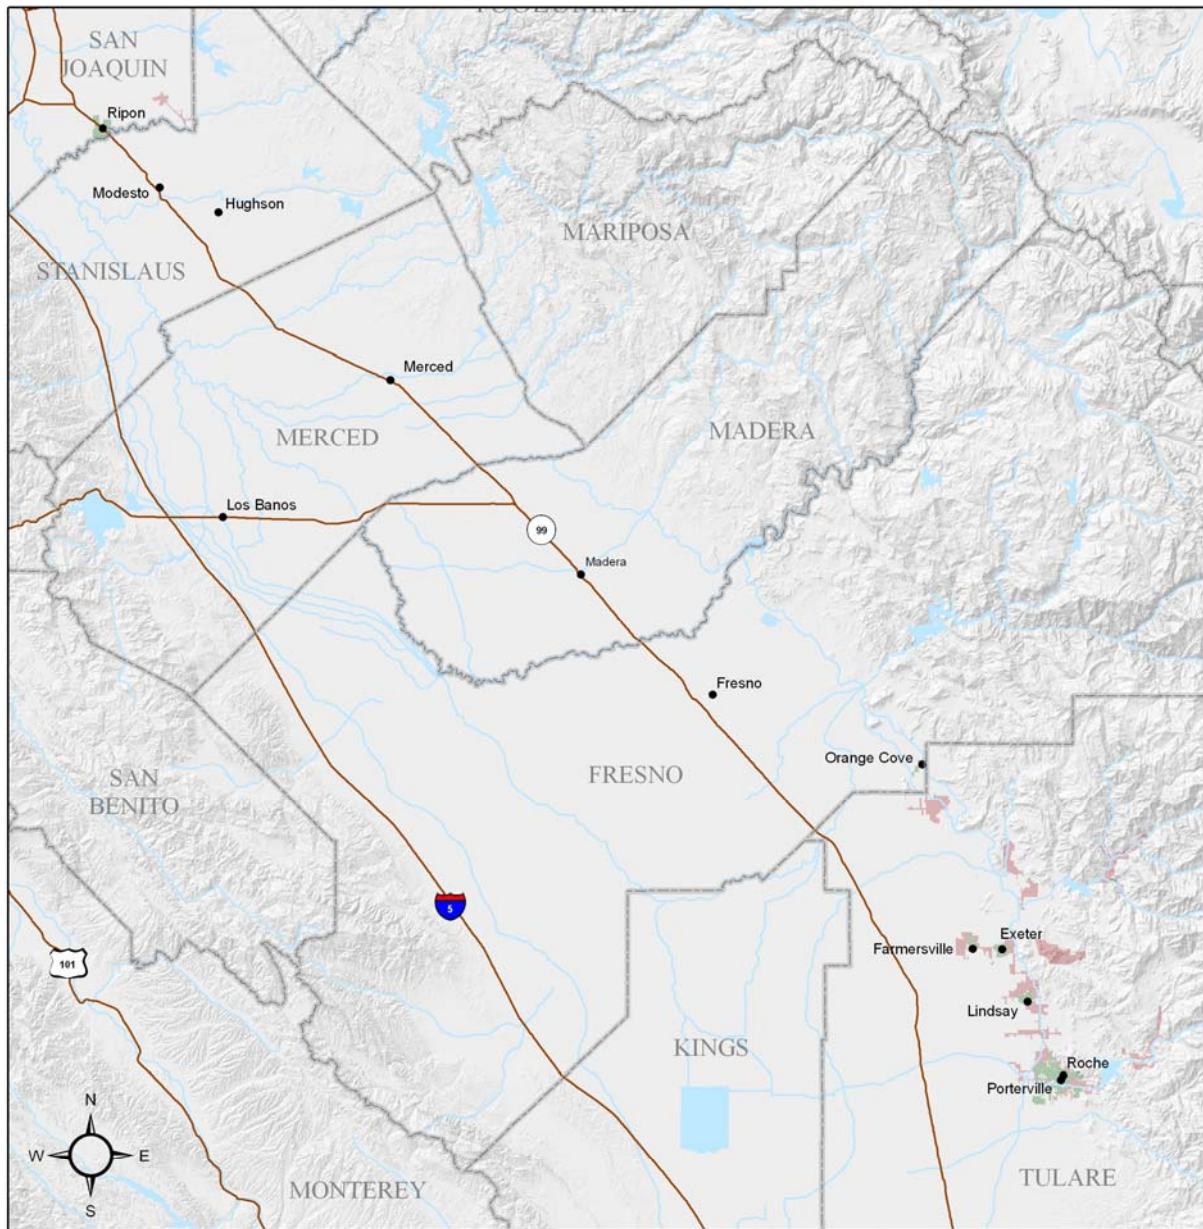 TUOLUMNE
SAN
JOAQUIN
Ripon
Modesto
Hughson
MARIPOSA
STANISLAUS
Merced
MERCED
MADERA
Los Banos
99
Madera
Fresno
Orange Cove
FRESNO
SAN
BENITO
5
101
Farmersville
Exeter
Lindsay
KINGS
Roche
Porterville
N
W
E
S
MONTEREY
TULARE